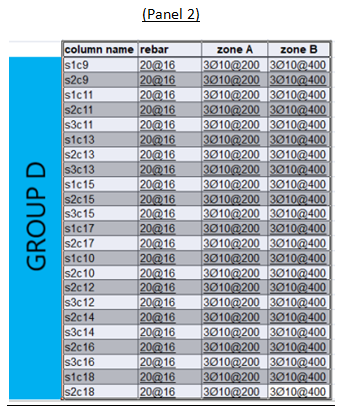 (Panel 2)
column name rebar zone A zone B
s1c9 20@16 3Ø10@200 3Ø10@400
s2c9 20@16 3Ø10@200 3Ø10@400
s1c11 20@16 3Ø10@200 3Ø10@400
s2c11 20@16 3Ø10@200 3Ø10@400
s3c11 20@16 3Ø10@200 3Ø10@400
s1c13 20@16 3Ø10@200 3Ø10@400
s2c13 20@16 3Ø10@200 3Ø10@400
s3c13 20@16 3Ø10@200 3Ø10@400
s1c15 20@16 3Ø10@200 3Ø10@400
s2c15 20@16 3Ø10@200 3Ø10@400
s3c15 20@16 3Ø10@200 3Ø10@400
s1c17 20@16 3Ø10@200 3Ø10@400
s2c17 20@16 3Ø10@200 3Ø10@400
s1c10 20@16 3Ø10@200 3Ø10@400
s2c10 20@16 3Ø10@200 3Ø10@400
s2c12 20@16 3Ø10@200 3Ø10@400
s3c12 20@16 3Ø10@200 3Ø10@400
s2c14 20@16 3Ø10@200 3Ø10@400
s3c14 20@16 3Ø10@200 3Ø10@400
s2c16 20@16 3Ø10@200 3Ø10@400
s3c16 20@16 3Ø10@200 3Ø10@400
s1c18 20@16 3Ø10@200 3Ø10@400
s2c18 20@16 3Ø10@200 3Ø10@400
GROUP D